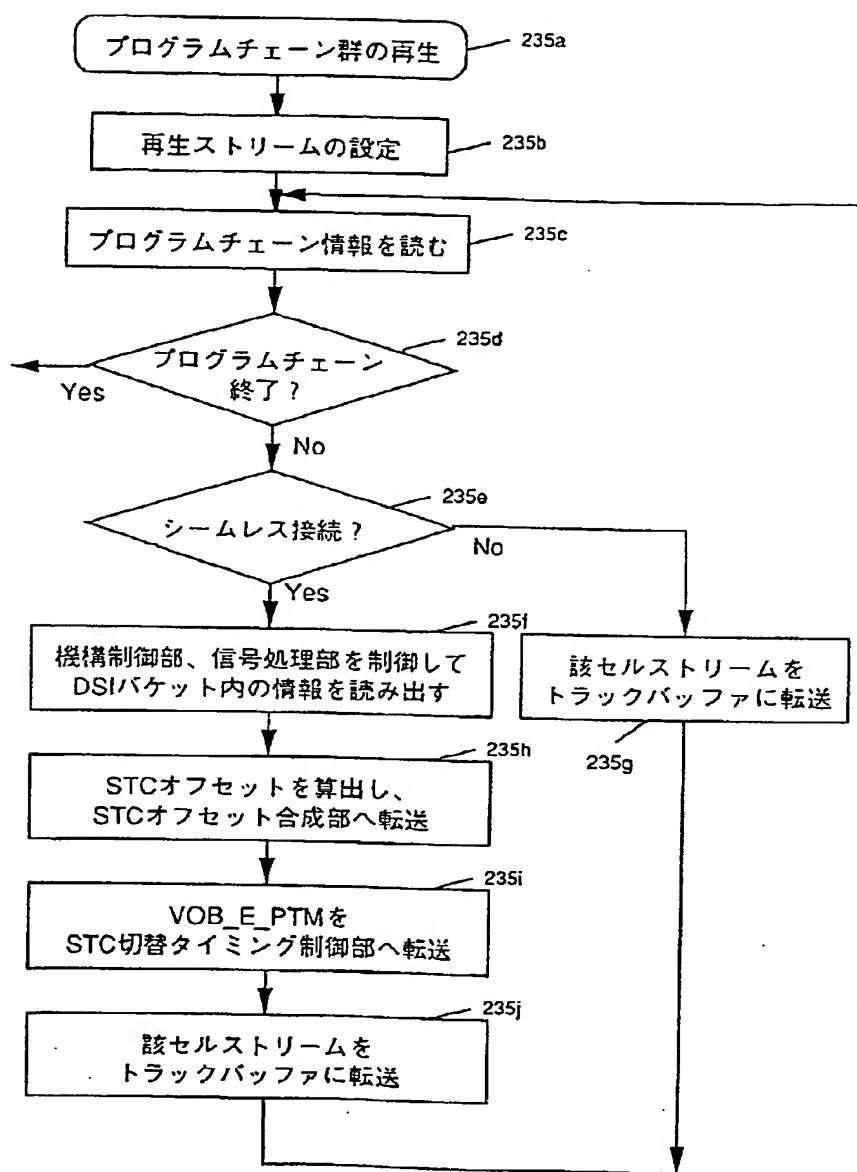 プログラムチェーン群の再生
235a
再生ストリームの設定
235b
プログラムチェーン情報を読む
235c
プログラムチェーン
終了?
235d
Yes
No
シームレス接続?
235e
No
Yes
機構制御部、信号処理部を制御して
DSIパケット内の情報を読み出す
235f
該セルストリームを
トラックバッファに転送
235g
STCオフセットを算出し、
STCオフセット合成部へ転送
235h
VOB_E_PTMを
STC切替タイミング制御部へ転送
235i
該セルストリームを
トラックバッファに転送
235j